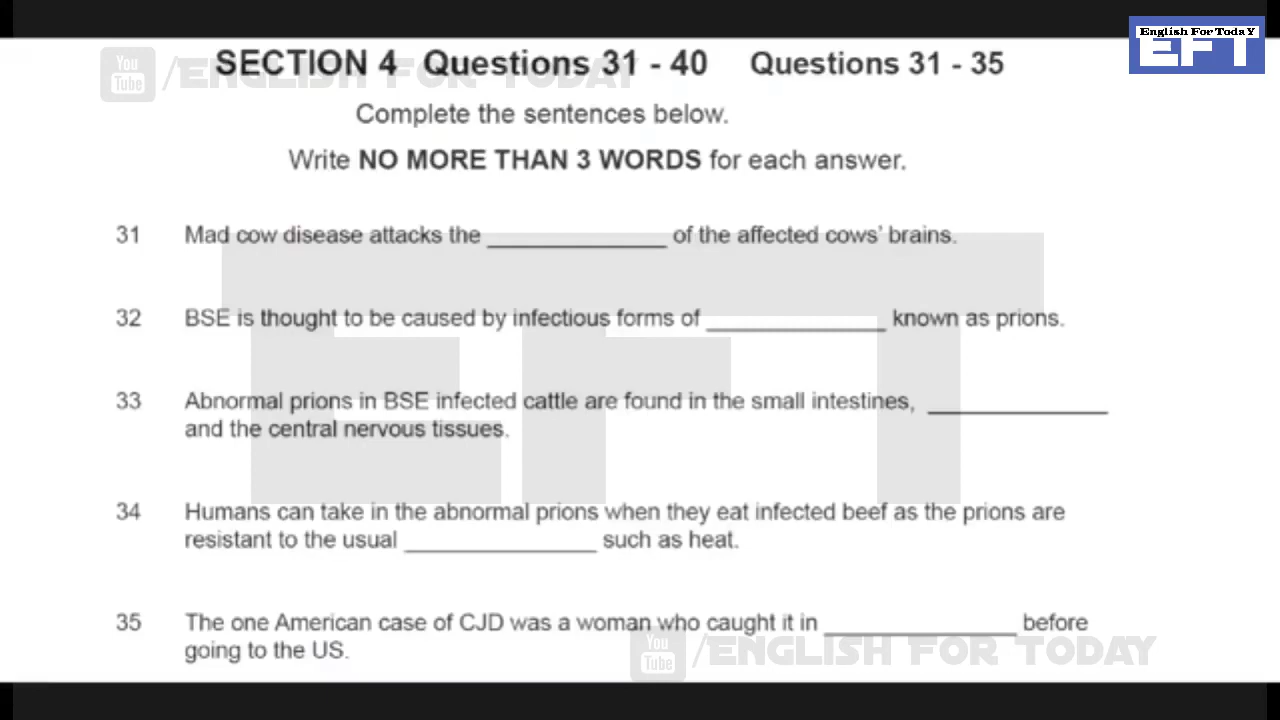 English For TodaY
EFT
You Tube /ENGLISH FOR TODAY
SECTION 4 Questions 31 - 40 Questions 31 - 35
Complete the sentences below.
Write NO MORE THAN 3 WORDS for each answer.
31 Mad cow disease attacks the ______________ of the affected cows' brains.
32 BSE is thought to be caused by infectious forms of ______________ known as prions.
33 Abnormal prions in BSE infected cattle are found in the small intestines, ______________
and the central nervous tissues.
EFT
34 Humans can take in the abnormal prions when they eat infected beef as the prions are
resistant to the usual ______________ such as heat.
35 The one American case of CJD was a woman who caught it in ______________ before
going to the US.
You Tube /ENGLISH FOR TODAY